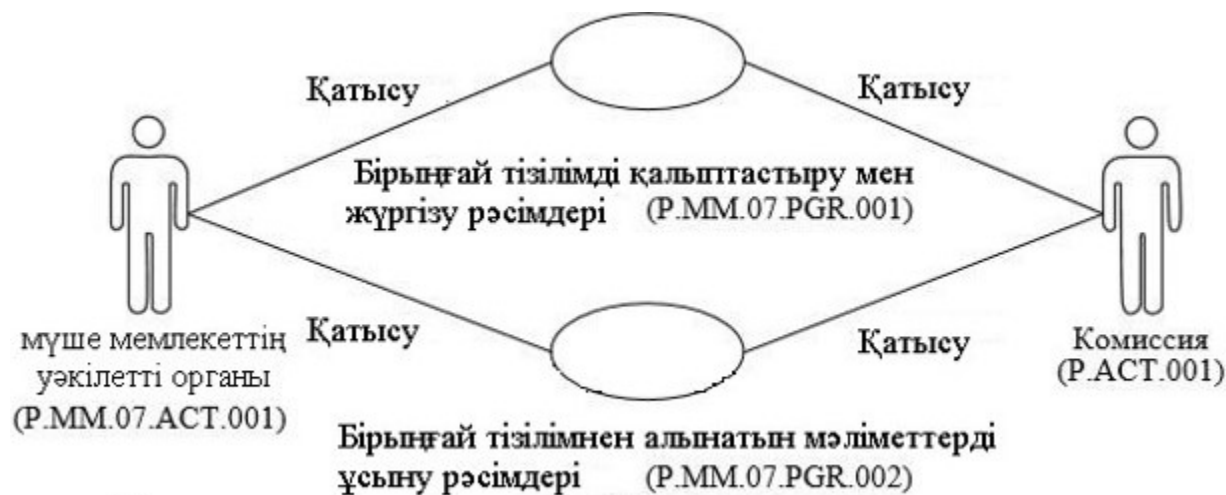 Қатысу
Қатысу
Бірыңғай тізілімді қалыптастыру мен
жүргізу рәсімдері (P.MM.07.PGR.001)
Қатысу
Қатысу
мүше мемлекеттің
уәкілетті органы
(P.MM.07.ACT.001)
Комиссия
(P.ACT.001)
Бірыңғай тізілімнен алынатын мәліметтерді
ұсыну рәсімдері (P.MM.07.PGR.002)